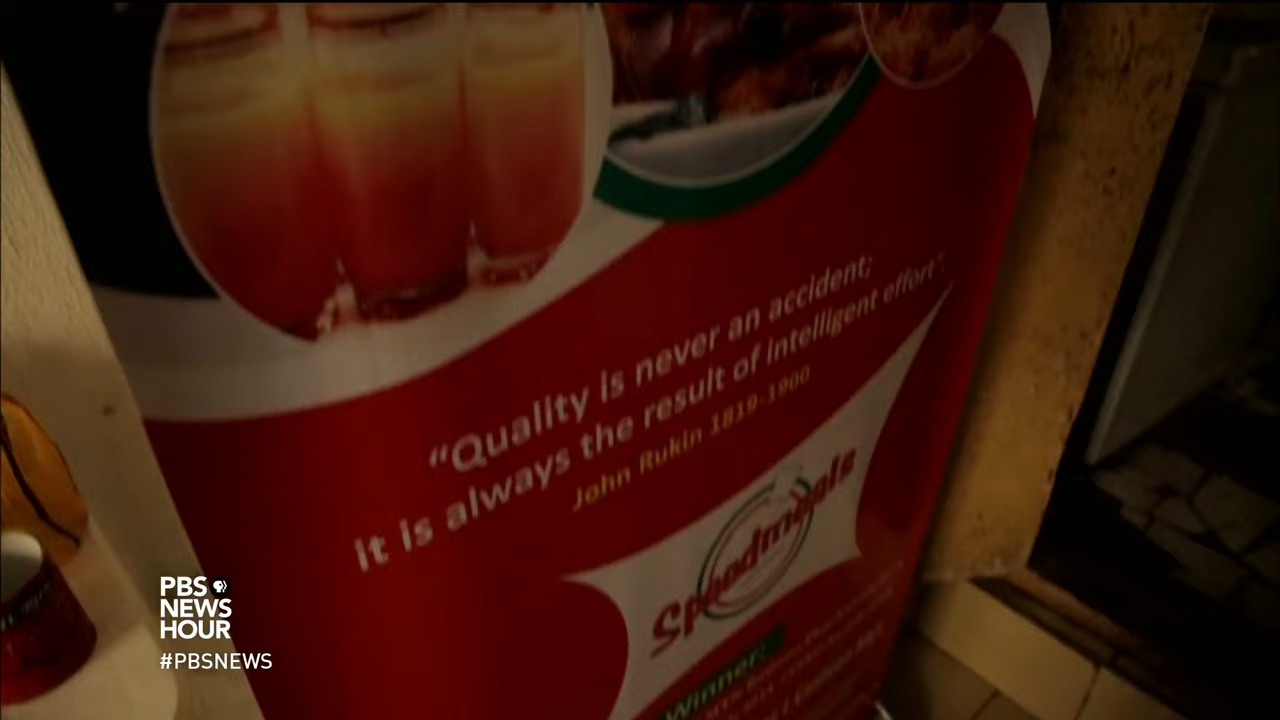 “Quality is never an accident;
it is always the result of intelligent effort”.
John Rukin 1819-1900
Speedmeals
Winner:
PBS
NEWS
HOUR
#PBSNEWS